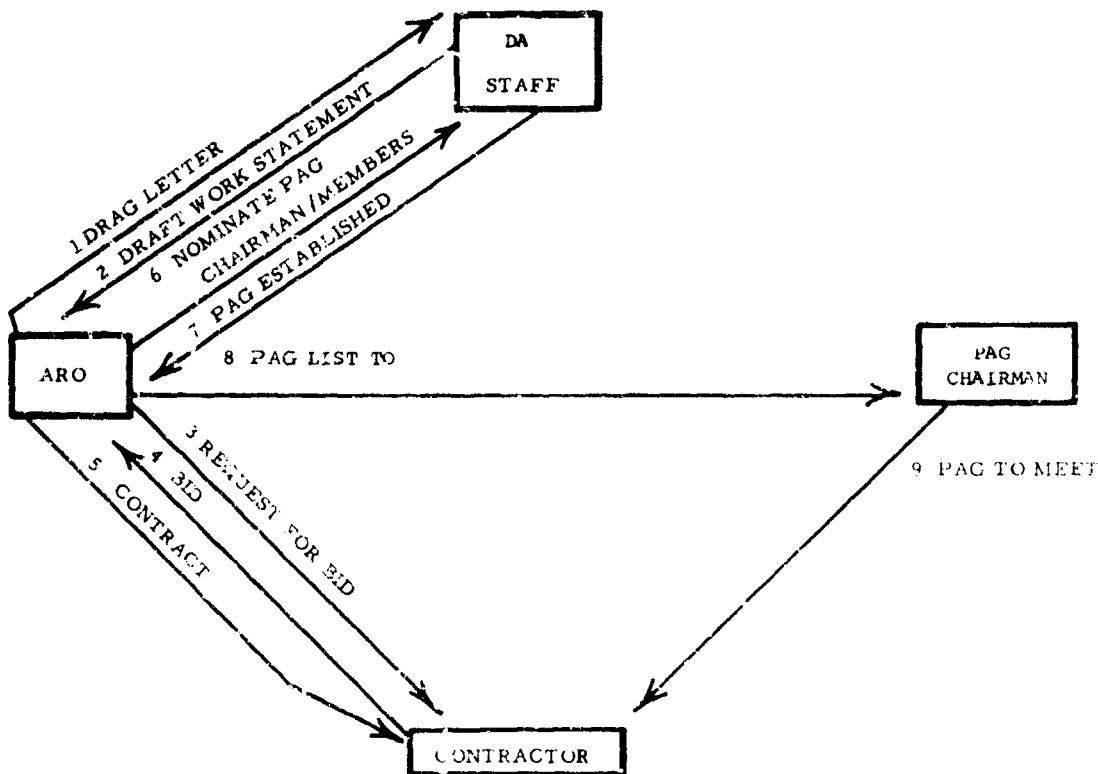 DA
STAFF
1 DRAG LETTER
2 DRAFT WORK STATEMENT
6 NOMINATE PAG
CHAIRMAN/MEMBERS
7 PAG ESTABLISHED
ARO
8 PAG LIST TO
PAG
CHAIRMAN
3 REQUEST FOR BID
4 BID
5 CONTRACT
9 PAG TO MEET
CONTRACTOR